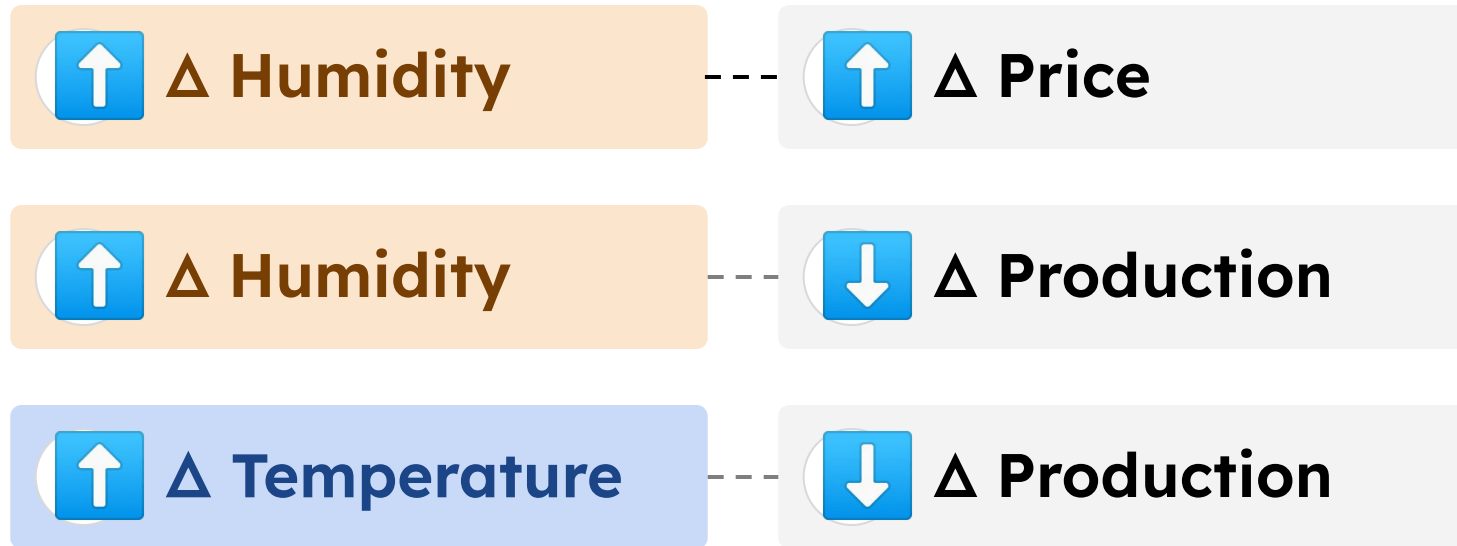 ⬆️ Δ Humidity
⬆️ Δ Price
⬆️ Δ Humidity
⬇️ Δ Production
⬆️ Δ Temperature
⬇️ Δ Production